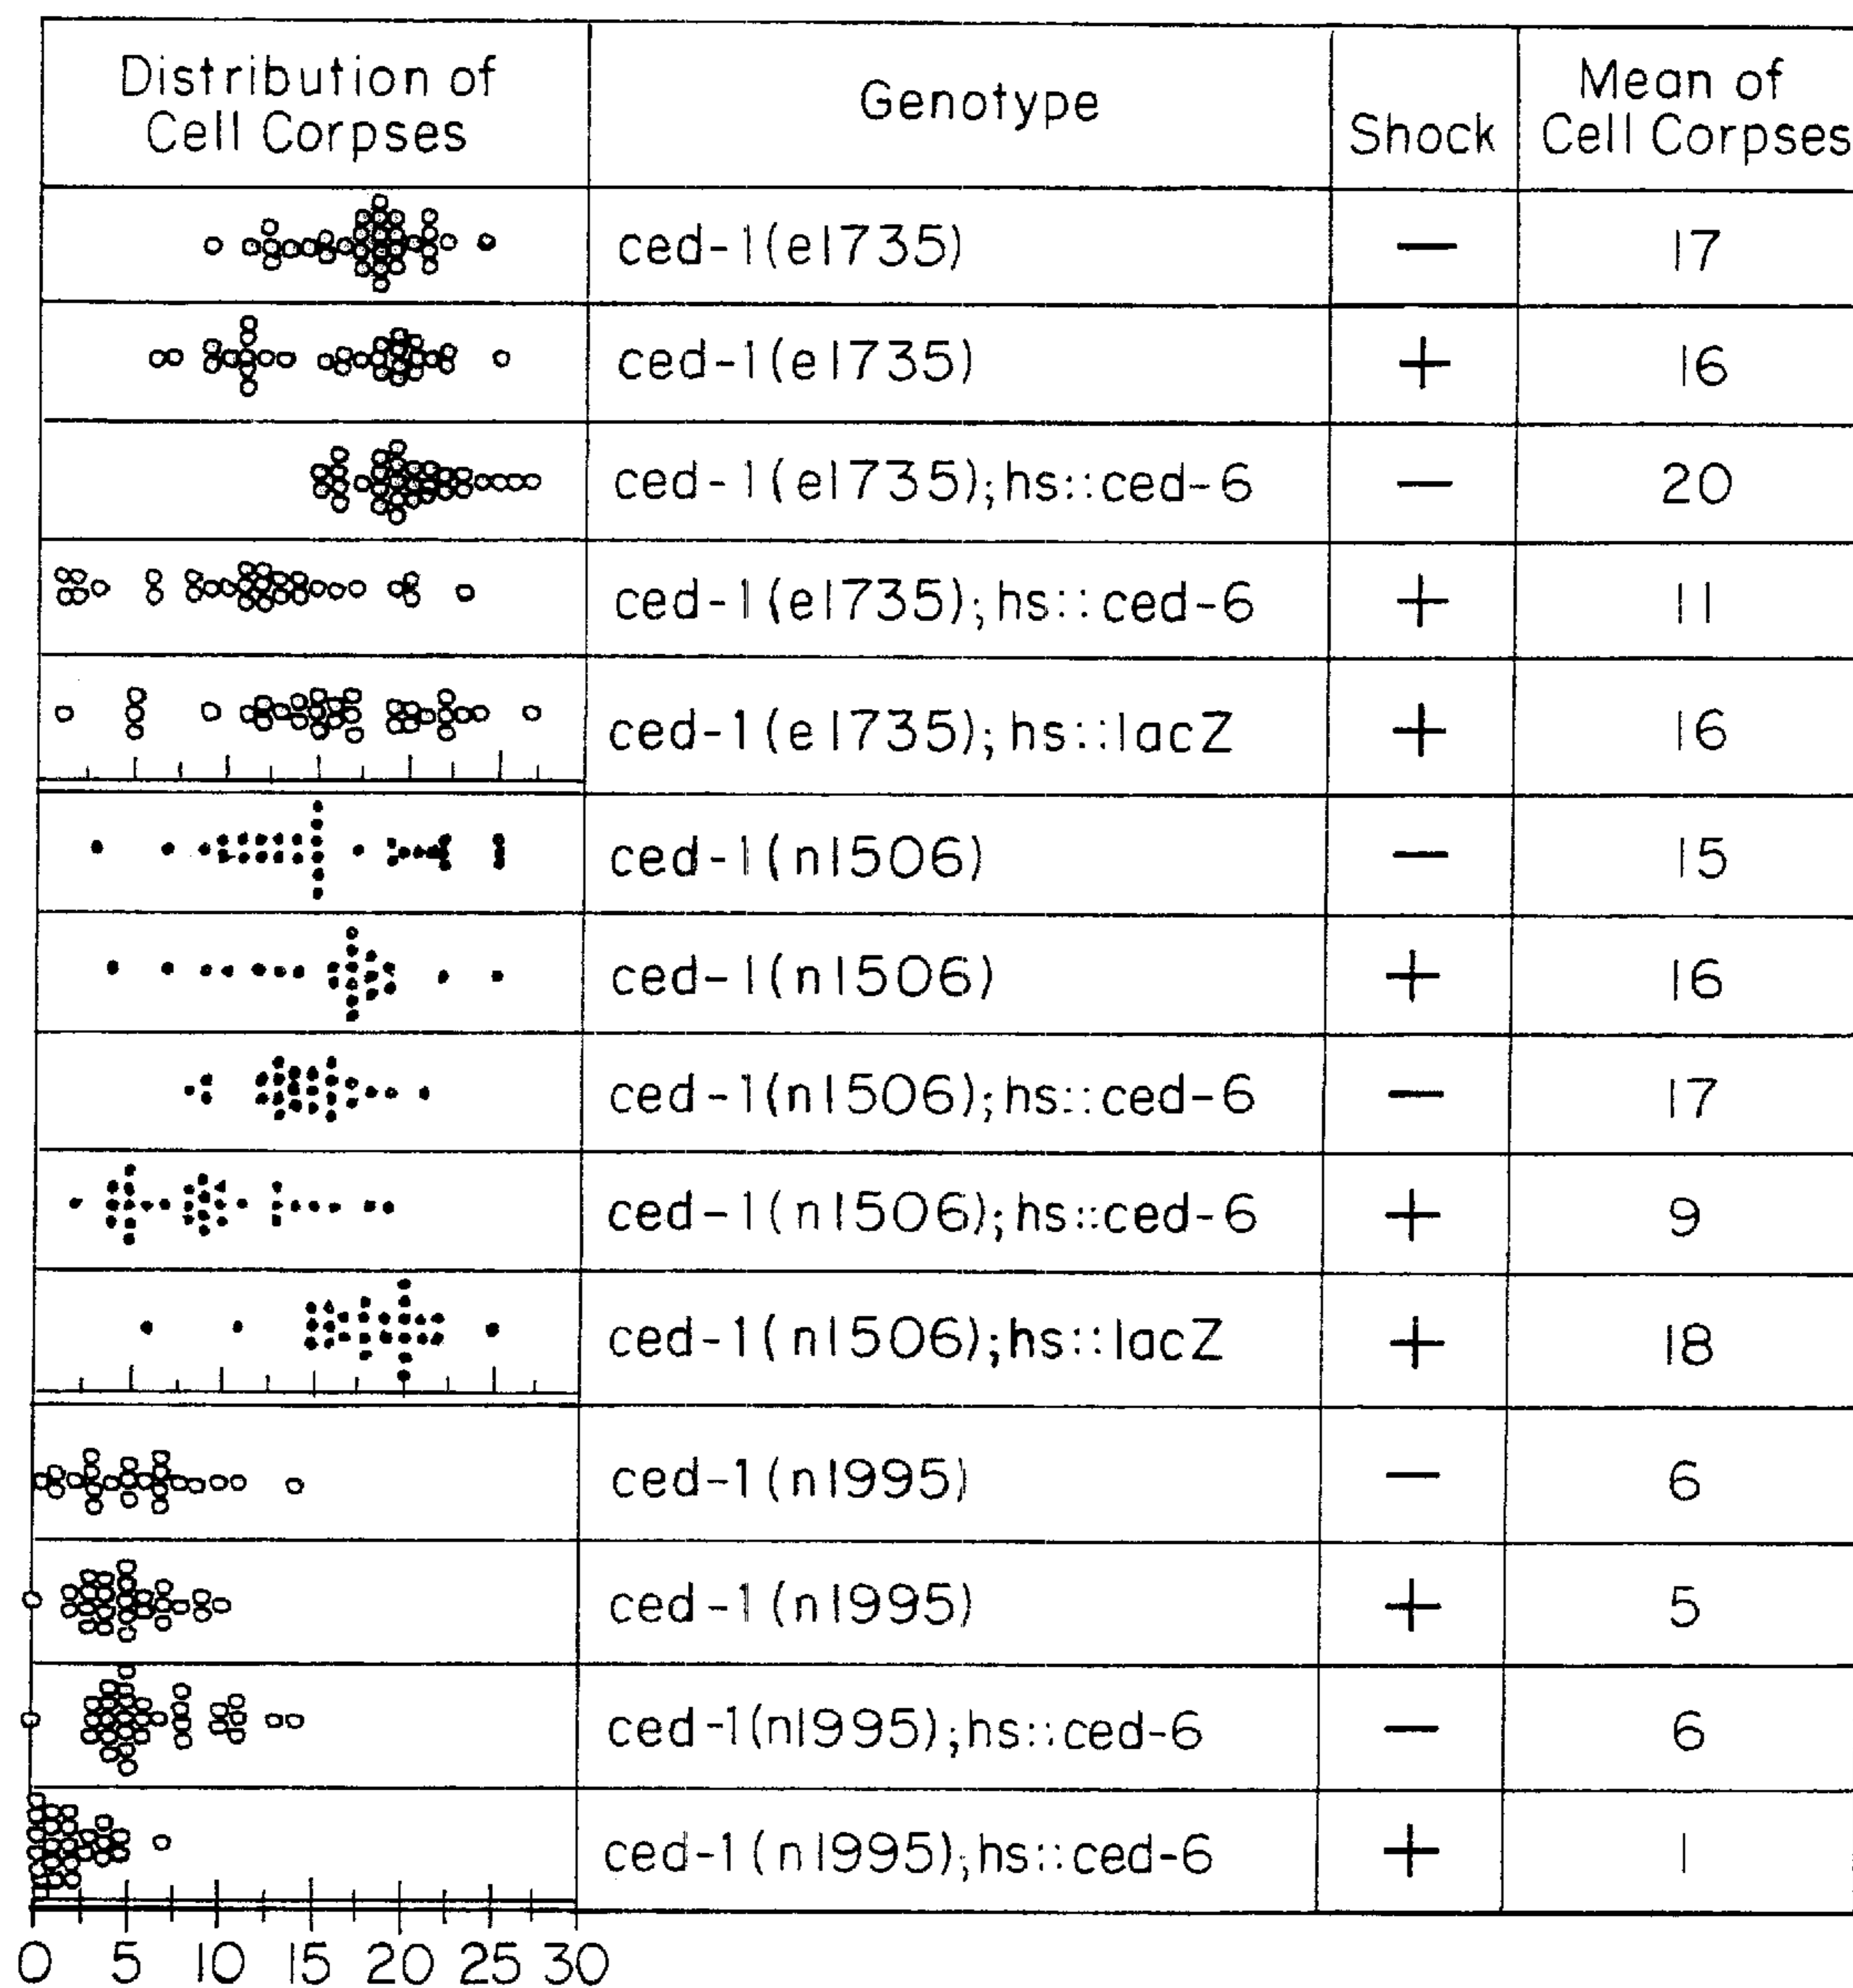 Distribution of
Cell Corpses
Genotype
Shock
Mean of
Cell Corpses
ced-1(e1735) − 17
ced-1(e1735) + 16
ced-1(e1735);hs::ced-6 − 20
ced-1(e1735);hs::ced-6 + 11
ced-1(e1735);hs::lacZ + 16
ced-1(n1506) − 15
ced-1(n1506) + 16
ced-1(n1506);hs::ced-6 − 17
ced-1(n1506);hs::ced-6 + 9
ced-1(n1506);hs::lacZ + 18
ced-1(n1995) − 6
ced-1(n1995) + 5
ced-1(n1995);hs::ced-6 − 6
ced-1(n1995);hs::ced-6 + 1
0 5 10 15 20 25 30